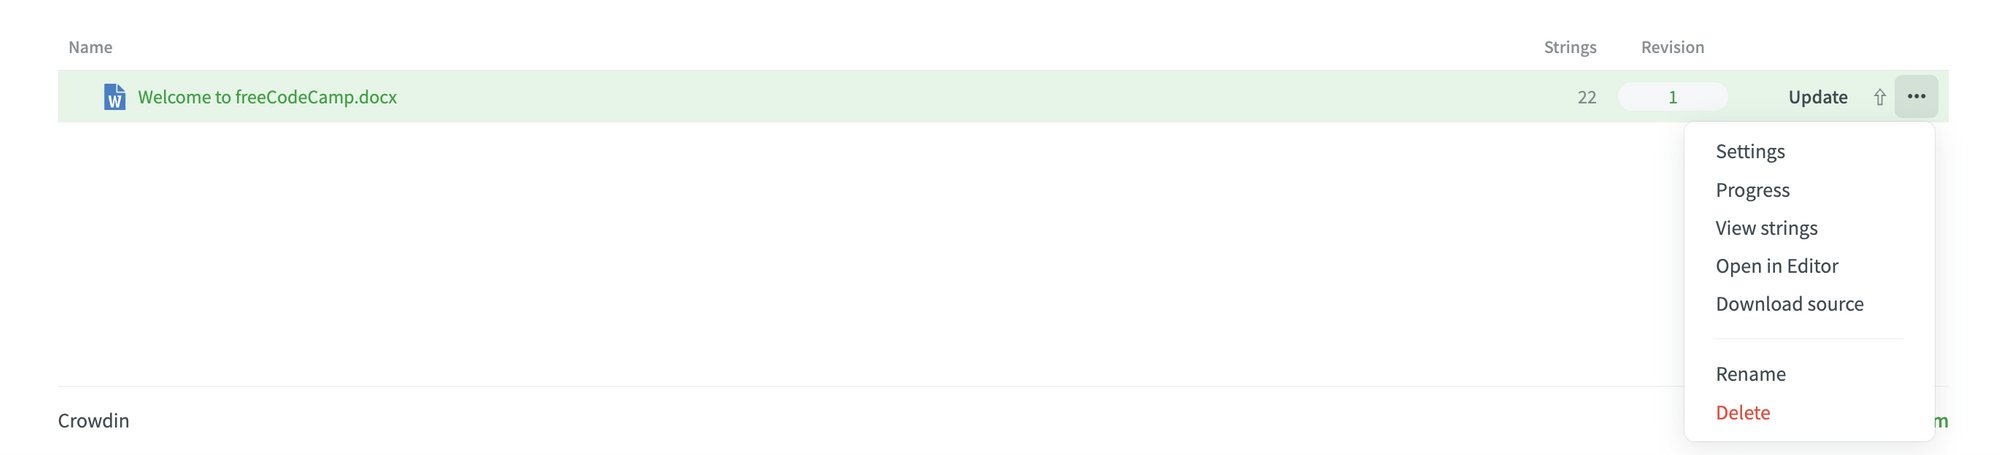 Name Strings Revision
Welcome to freeCodeCamp.docx 22 1 Update
Settings
Progress
View strings
Open in Editor
Download source
Rename
Delete
Crowdin